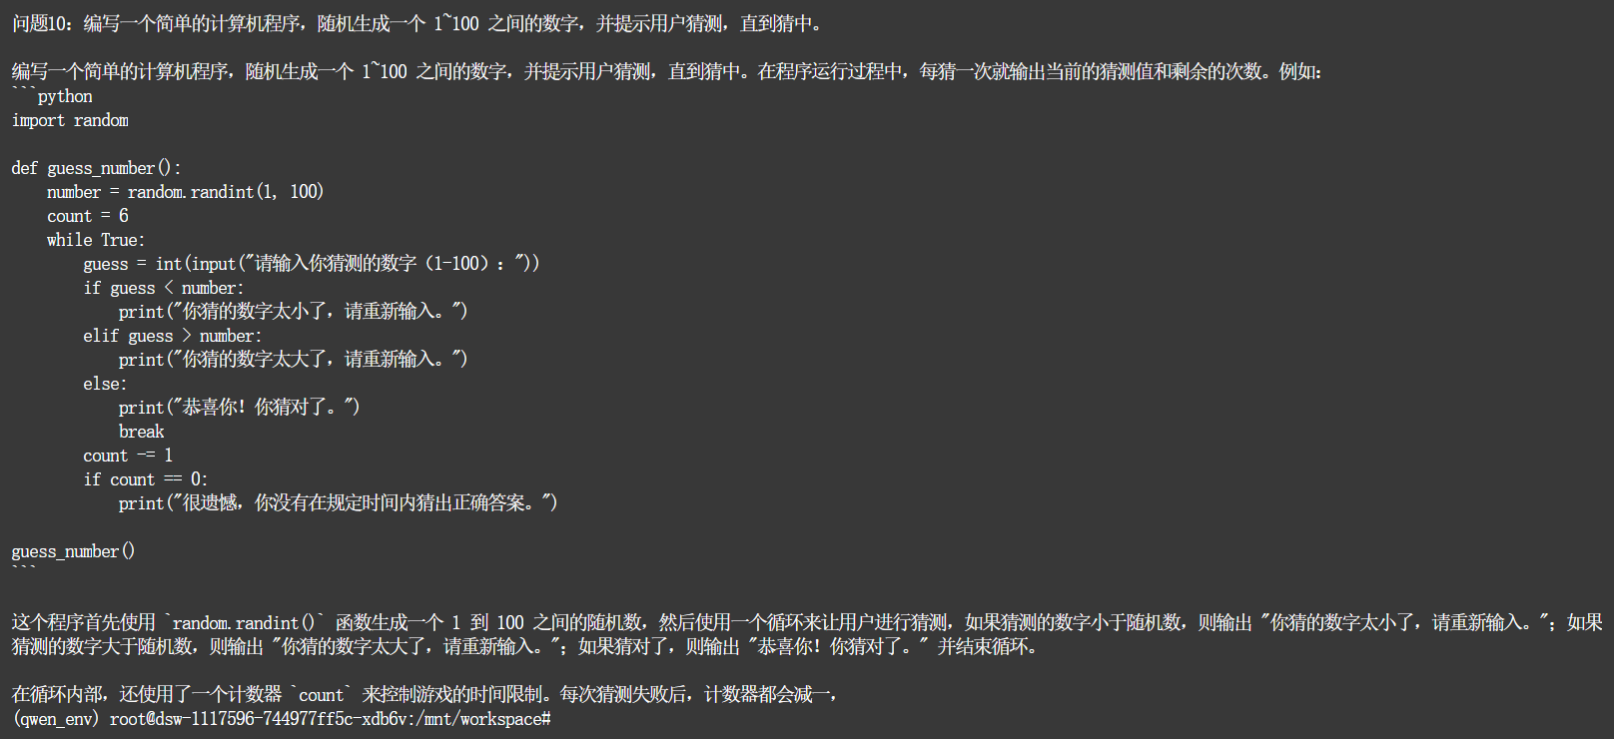 问题10：编写一个简单的计算机程序，随机生成一个 1~100 之间的数字，并提示用户猜测，直到猜中。
编写一个简单的计算机程序，随机生成一个 1~100 之间的数字，并提示用户猜测，直到猜中。在程序运行过程中，每猜一次就输出当前的猜测值和剩余的次数。例如：
```python
import random
def guess_number():
    number = random.randint(1, 100)
    count = 6
    while True:
        guess = int(input("请输入你猜测的数字（1-100）："))
        if guess < number:
            print("你猜的数字太小了，请重新输入。")
        elif guess > number:
            print("你猜的数字太大了，请重新输入。")
        else:
            print("恭喜你！你猜对了。")
            break
        count -= 1
        if count == 0:
            print("很遗憾，你没有在规定时间内猜出正确答案。")
guess_number()
```
这个程序首先使用 `random.randint()` 函数生成一个 1 到 100 之间的随机数，然后使用一个循环来让用户进行猜测，如果猜测的数字小于随机数，则输出 "你猜的数字太小了，请重新输入。"；如果
猜测的数字大于随机数，则输出 "你猜的数字太大了，请重新输入。"；如果猜对了，则输出 "恭喜你！你猜对了。" 并结束循环。
在循环内部，还使用了一个计数器 `count` 来控制游戏的时间限制。每次猜测失败后，计数器都会减一，
(qwen_env) root@dsw-1117596-744977ff5c-xdb6v:/mnt/workspace#